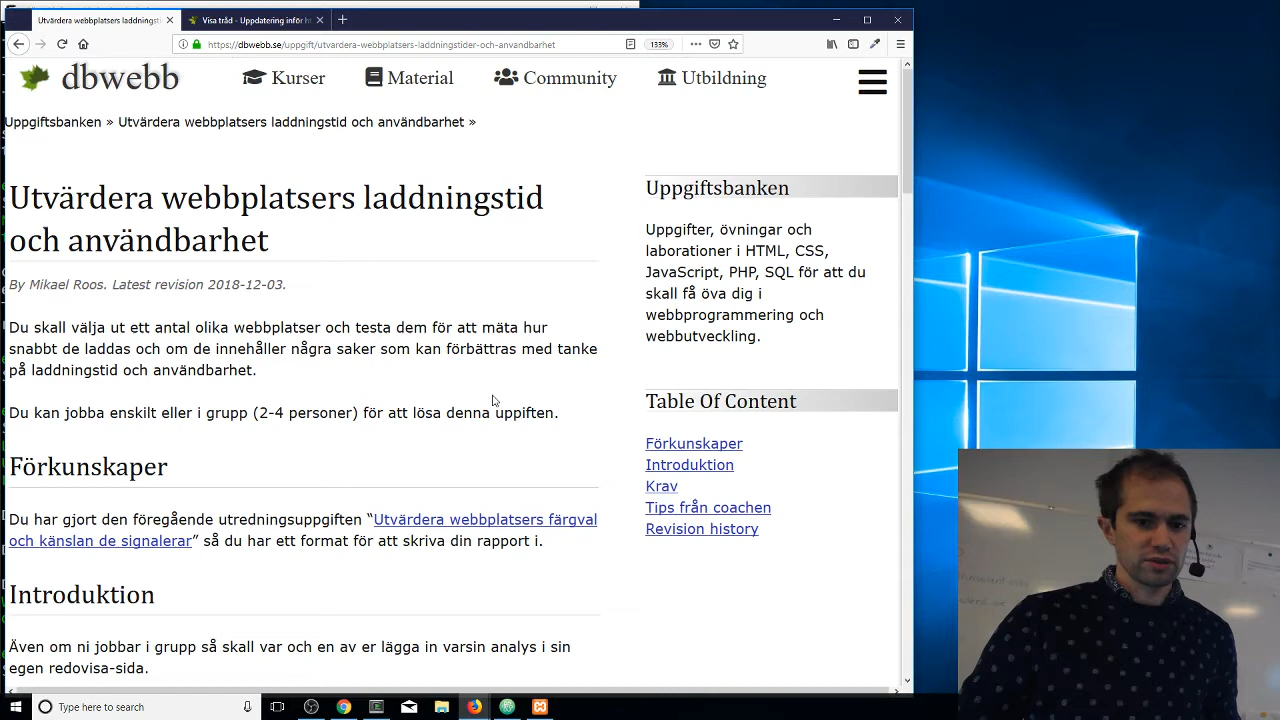 Utvärdera webbplatsers laddningsti
Visa tråd - Uppdatering inför h
https://dbwebb.se/uppgift/utvardera-webbplatsers-laddningstider-och-anvandbarhet
133%
dbwebb
Kurser
Material
Community
Utbildning
Uppgiftsbanken » Utvärdera webbplatsers laddningstid och användbarhet »
Utvärdera webbplatsers laddningstid
och användbarhet
By Mikael Roos. Latest revision 2018-12-03.
Du skall välja ut ett antal olika webbplatser och testa dem för att mäta hur
snabbt de laddas och om de innehåller några saker som kan förbättras med tanke
på laddningstid och användbarhet.
Du kan jobba enskilt eller i grupp (2-4 personer) för att lösa denna uppiften.
Förkunskaper
Du har gjort den föregående utredningsuppgiften “Utvärdera webbplatsers färgval
och känslan de signalerar” så du har ett format för att skriva din rapport i.
Introduktion
Även om ni jobbar i grupp så skall var och en av er lägga in varsin analys i sin
egen redovisa-sida.
Uppgiftsbanken
Uppgifter, övningar och
laborationer i HTML, CSS,
JavaScript, PHP, SQL för att du
skall få öva dig i
webbprogrammering och
webbutveckling.
Table Of Content
Förkunskaper
Introduktion
Krav
Tips från coachen
Revision history
Type here to search